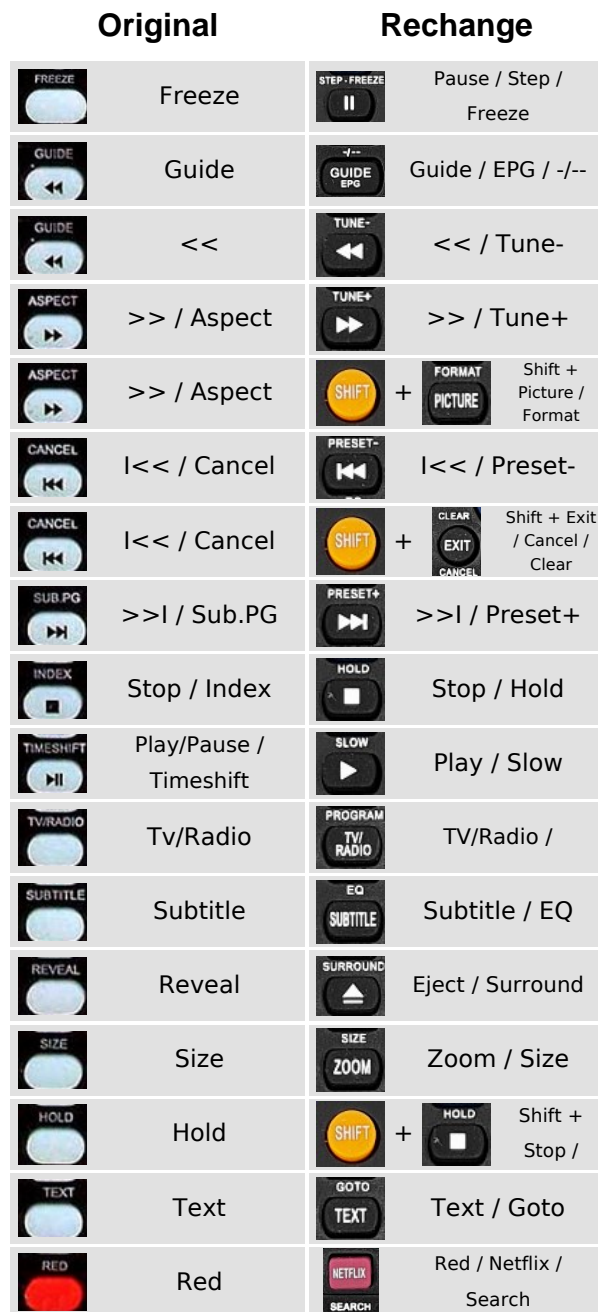 Original Rechange
FREEZE Freeze STEP-FREEZE Pause / Step /
Freeze
GUIDE Guide -/-- GUIDE EPG Guide / EPG / -/--
GUIDE << TUNE- << / Tune-
ASPECT >> / Aspect TUNE+ >> / Tune+
ASPECT >> / Aspect SHIFT + FORMAT PICTURE Shift +
Picture /
Format
CANCEL I<< / Cancel PRESET- I<< / Preset-
CANCEL I<< / Cancel SHIFT + CLEAR EXIT CANCEL Shift + Exit
/ Cancel /
Clear
SUB.PG >>I / Sub.PG PRESET+ >>I / Preset+
INDEX Stop / Index HOLD Stop / Hold
TIMESHIFT Play/Pause /
Timeshift SLOW Play / Slow
TV/RADIO Tv/Radio PROGRAM TV/ RADIO TV/Radio /
SUBTITLE Subtitle EQ SUBTITLE Subtitle / EQ
REVEAL Reveal SURROUND Eject / Surround
SIZE Size SIZE ZOOM Zoom / Size
HOLD Hold SHIFT + HOLD Shift +
Stop /
TEXT Text GOTO TEXT Text / Goto
RED Red NETFLIX SEARCH Red / Netflix /
Search